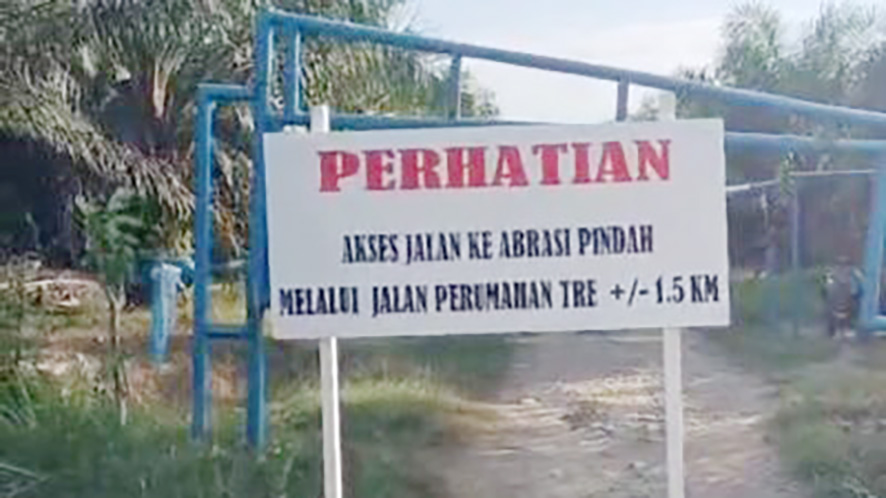 PERHATIAN
AKSES JALAN KE ABRASI PINDAH
MELALUI JALAN PERUMAHAN TRE +/- 1.5 KM